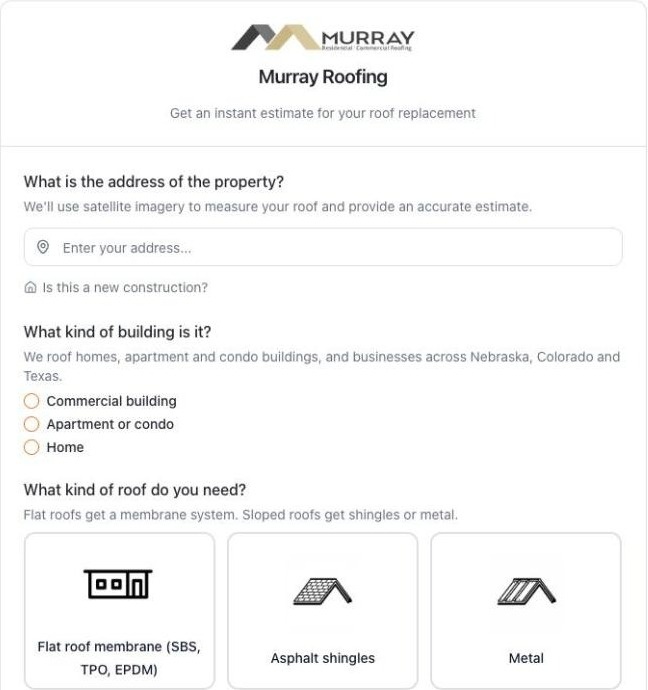 MURRAY
Residential / Commercial Roofing
Murray Roofing
Get an instant estimate for your roof replacement
What is the address of the property?
We'll use satellite imagery to measure your roof and provide an accurate estimate.
Enter your address...
Is this a new construction?
What kind of building is it?
We roof homes, apartment and condo buildings, and businesses across Nebraska, Colorado and
Texas.
Commercial building
Apartment or condo
Home
What kind of roof do you need?
Flat roofs get a membrane system. Sloped roofs get shingles or metal.
Flat roof membrane (SBS,
TPO, EPDM)
Asphalt shingles
Metal